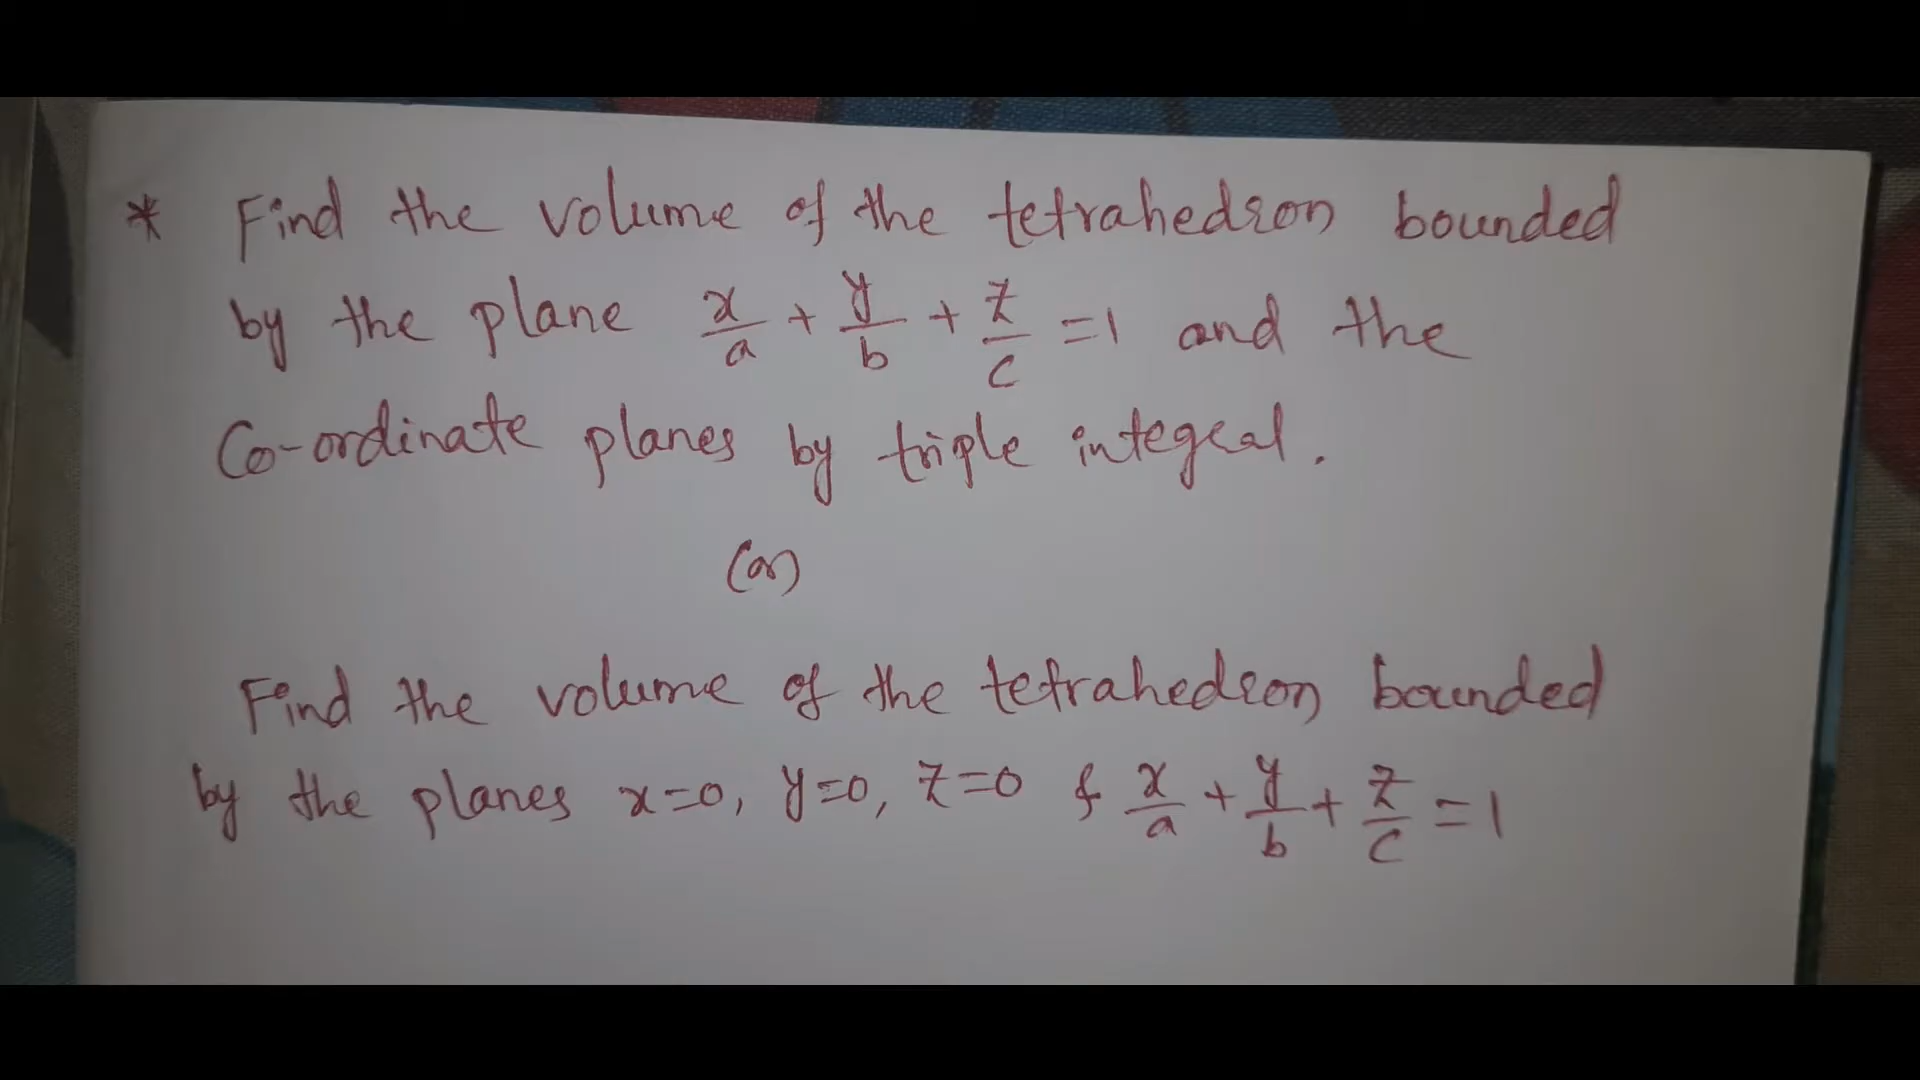 * Find the volume of the tetrahedron bounded
by the plane x/a + y/b + z/c = 1 and the
Co-ordinate planes by triple integral.
(or)
Find the volume of the tetrahedron bounded
by the planes x=0, y=0, z=0 & x/a + y/b + z/c = 1